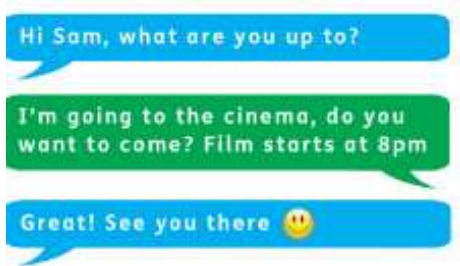 Hi Sam, what are you up to?
I'm going to the cinema, do you
want to come? Film starts at 8pm
Great! See you there